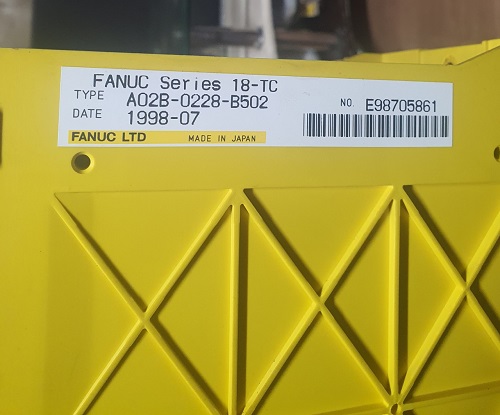 FANUC Series 18-TC
TYPE A02B-0228-B502
DATE 1998-07
NO. E98705861
FANUC LTD MADE IN JAPAN